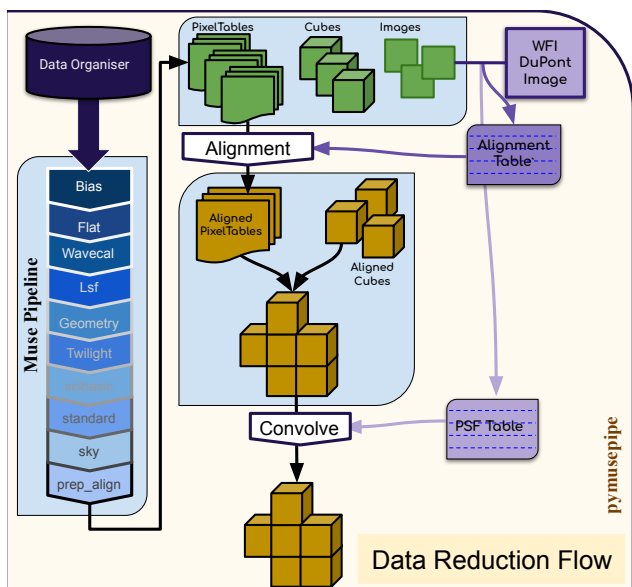 PixelTables
Cubes
Images
Data Organiser
WFI
DuPont
Image
Alignment
Alignment
Table
Muse Pipeline
Bias
Flat
Wavecal
Lsf
Geometry
Twilight
scibasic
standard
sky
prep_align
Aligned
PixelTables
Aligned
Cubes
Convolve
PSF Table
pymusepipe
Data Reduction Flow